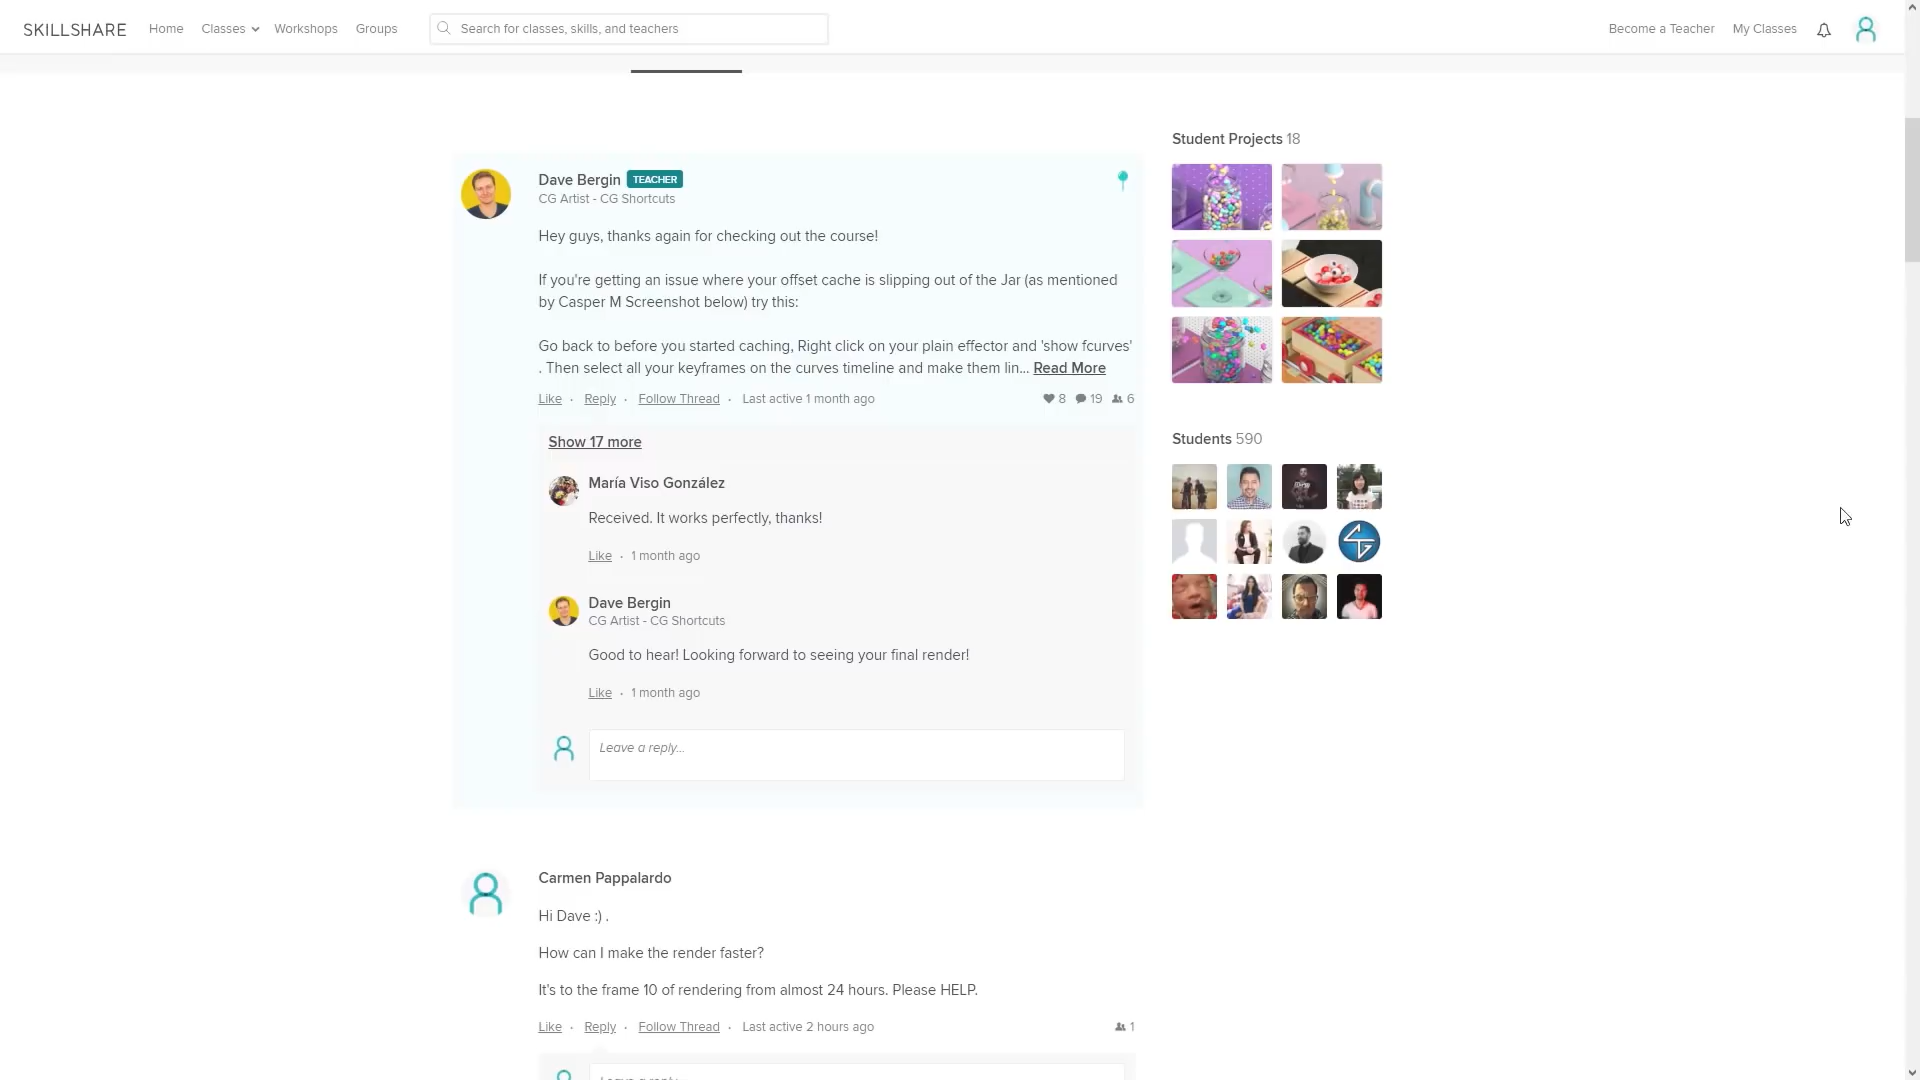 SKILLSHARE
Home
Classes
Workshops
Groups
Search for classes, skills, and teachers
Become a Teacher
My Classes
Dave Bergin TEACHER
CG Artist - CG Shortcuts
Hey guys, thanks again for checking out the course!
If you're getting an issue where your offset cache is slipping out of the Jar (as mentioned
by Casper M Screenshot below) try this:
Go back to before you started caching, Right click on your plain effector and 'show fcurves'
. Then select all your keyframes on the curves timeline and make them lin... Read More
Like · Reply · Follow Thread · Last active 1 month ago 8 19 6
Show 17 more
María Viso González
Received. It works perfectly, thanks!
Like · 1 month ago
Dave Bergin
CG Artist - CG Shortcuts
Good to hear! Looking forward to seeing your final render!
Like · 1 month ago
Leave a reply...
Carmen Pappalardo
Hi Dave :) .
How can I make the render faster?
It's to the frame 10 of rendering from almost 24 hours. Please HELP.
Like · Reply · Follow Thread · Last active 2 hours ago 1
Student Projects 18
Students 590